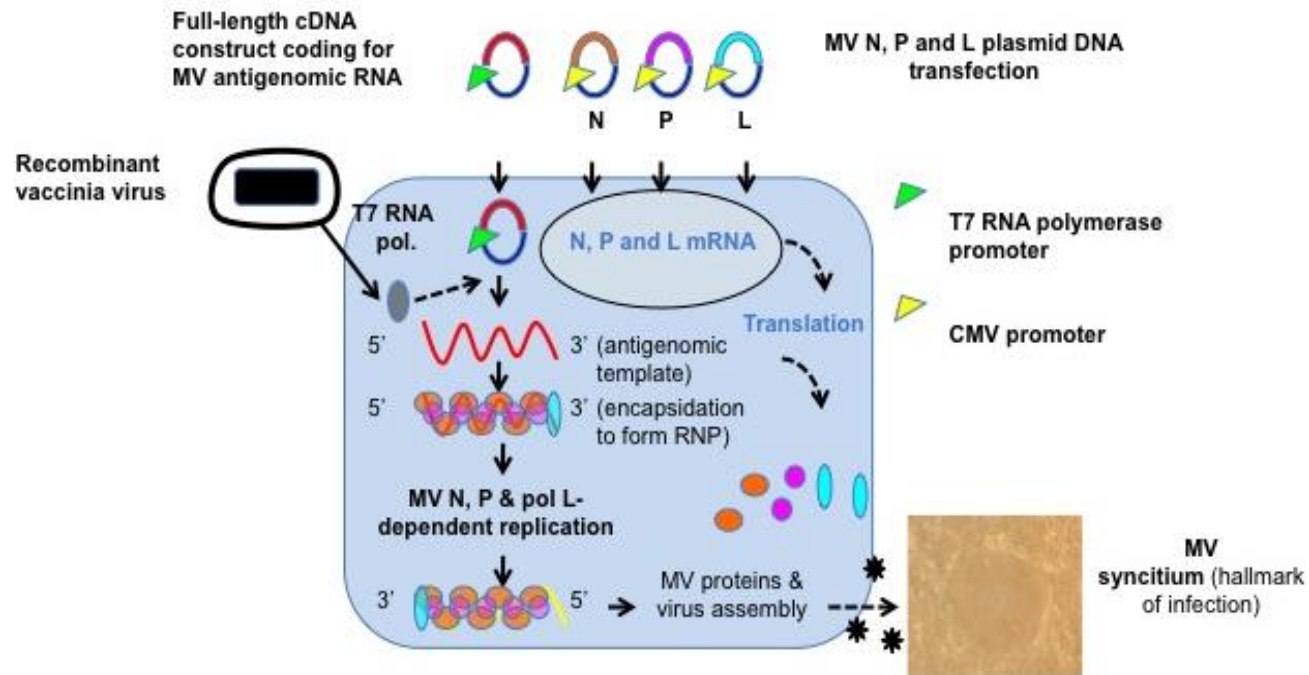 Full-length cDNA
construct coding for
MV antigenomic RNA
MV N, P and L plasmid DNA
transfection
N
P
L
Recombinant
vaccinia virus
T7 RNA
pol.
N, P and L mRNA
T7 RNA polymerase
promoter
Translation
CMV promoter
5’
3’ (antigenomic
template)
5’
3’ (encapsidation
to form RNP)
MV N, P & pol L-
dependent replication
3’
5’
MV proteins &
virus assembly
MV
syncitium (hallmark
of infection)